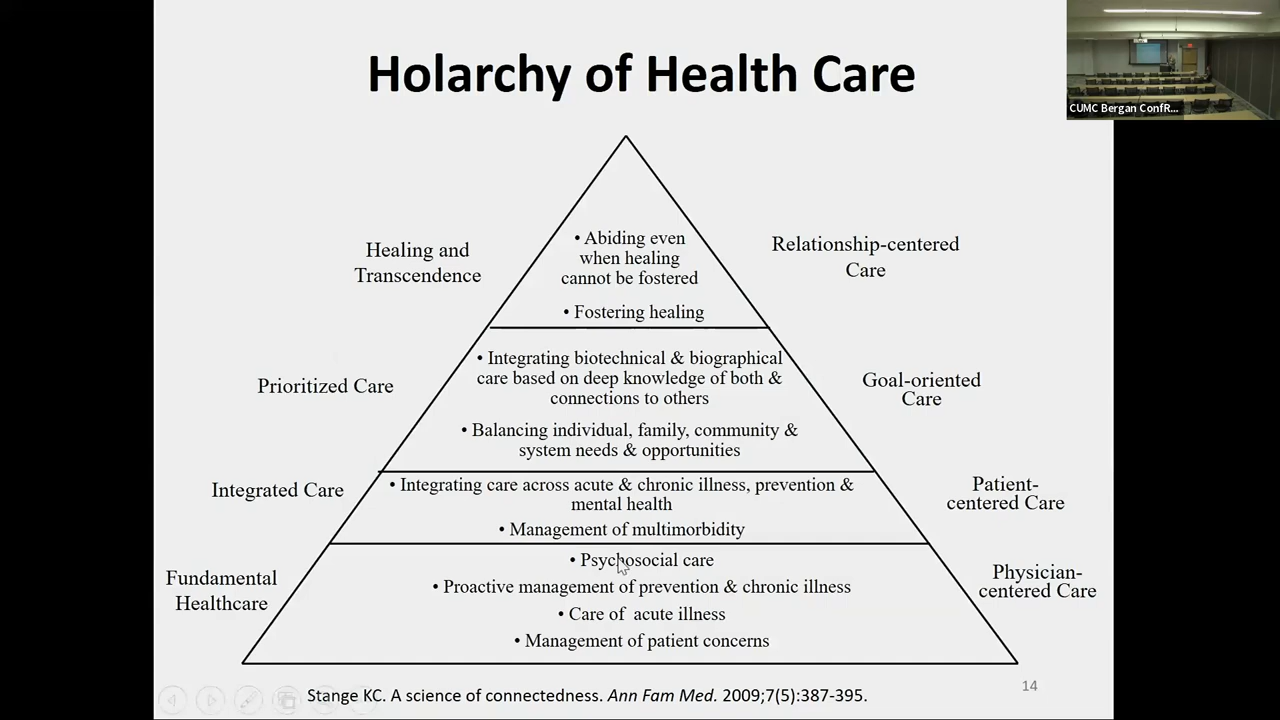 Holarchy of Health Care
CUMC Bergan ConfR...
Healing and
Transcendence
• Abiding even
when healing
cannot be fostered
• Fostering healing
Relationship-centered
Care
Prioritized Care
• Integrating biotechnical & biographical
care based on deep knowledge of both &
connections to others
• Balancing individual, family, community &
system needs & opportunities
Goal-oriented
Care
Integrated Care
• Integrating care across acute & chronic illness, prevention &
mental health
• Management of multimorbidity
Patient-
centered Care
Fundamental
Healthcare
• Psychosocial care
• Proactive management of prevention & chronic illness
• Care of acute illness
• Management of patient concerns
Physician-
centered Care
14
Stange KC. A science of connectedness. Ann Fam Med. 2009;7(5):387-395.